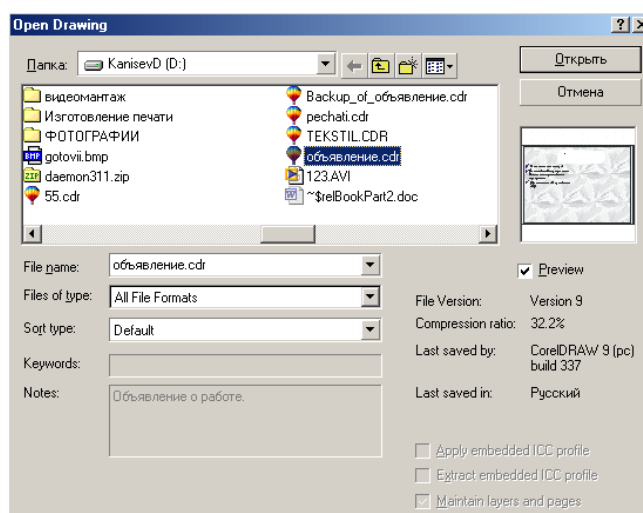 Open Drawing
Папка: KanisevD (D:)
Открыть
Отмена
видеомантаж
Изготовление печати
ФОТОГРАФИИ
gotovii.bmp
daemon311.zip
55.cdr
Backup_of_объявление.cdr
pechati.cdr
TEKSTIL.CDR
объявление.cdr
123.AVI
~$relBookPart2.doc
File name: объявление.cdr
Files of type: All File Formats
Sort type: Default
Keywords:
Notes: Объявление о работе.
Preview
File Version: Version 9
Compression ratio: 32.2%
Last saved by: CorelDRAW 9 (pc)
build 337
Last saved in: Русский
Apply embedded ICC profile
Extract embedded ICC profile
Maintain layers and pages